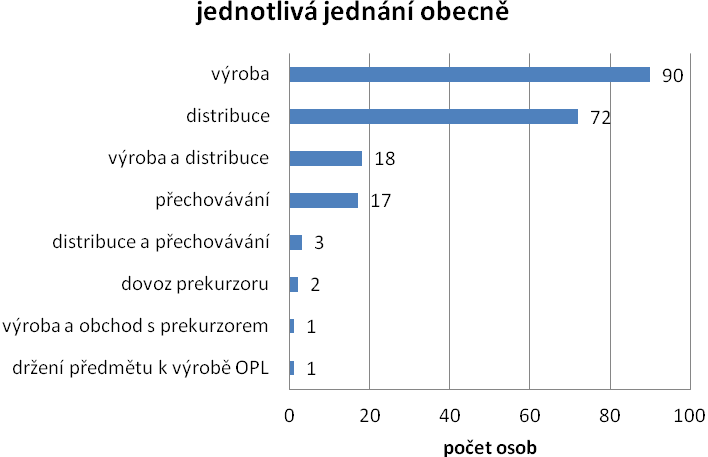 jednotlivá jednání obecně
výroba 90
distribuce 72
výroba a distribuce 18
přechovávání 17
distribuce a přechovávání 3
dovoz prekurzoru 2
výroba a obchod s prekurzorem 1
držení předmětu k výrobě OPL 1
0 20 40 60 80 100
počet osob